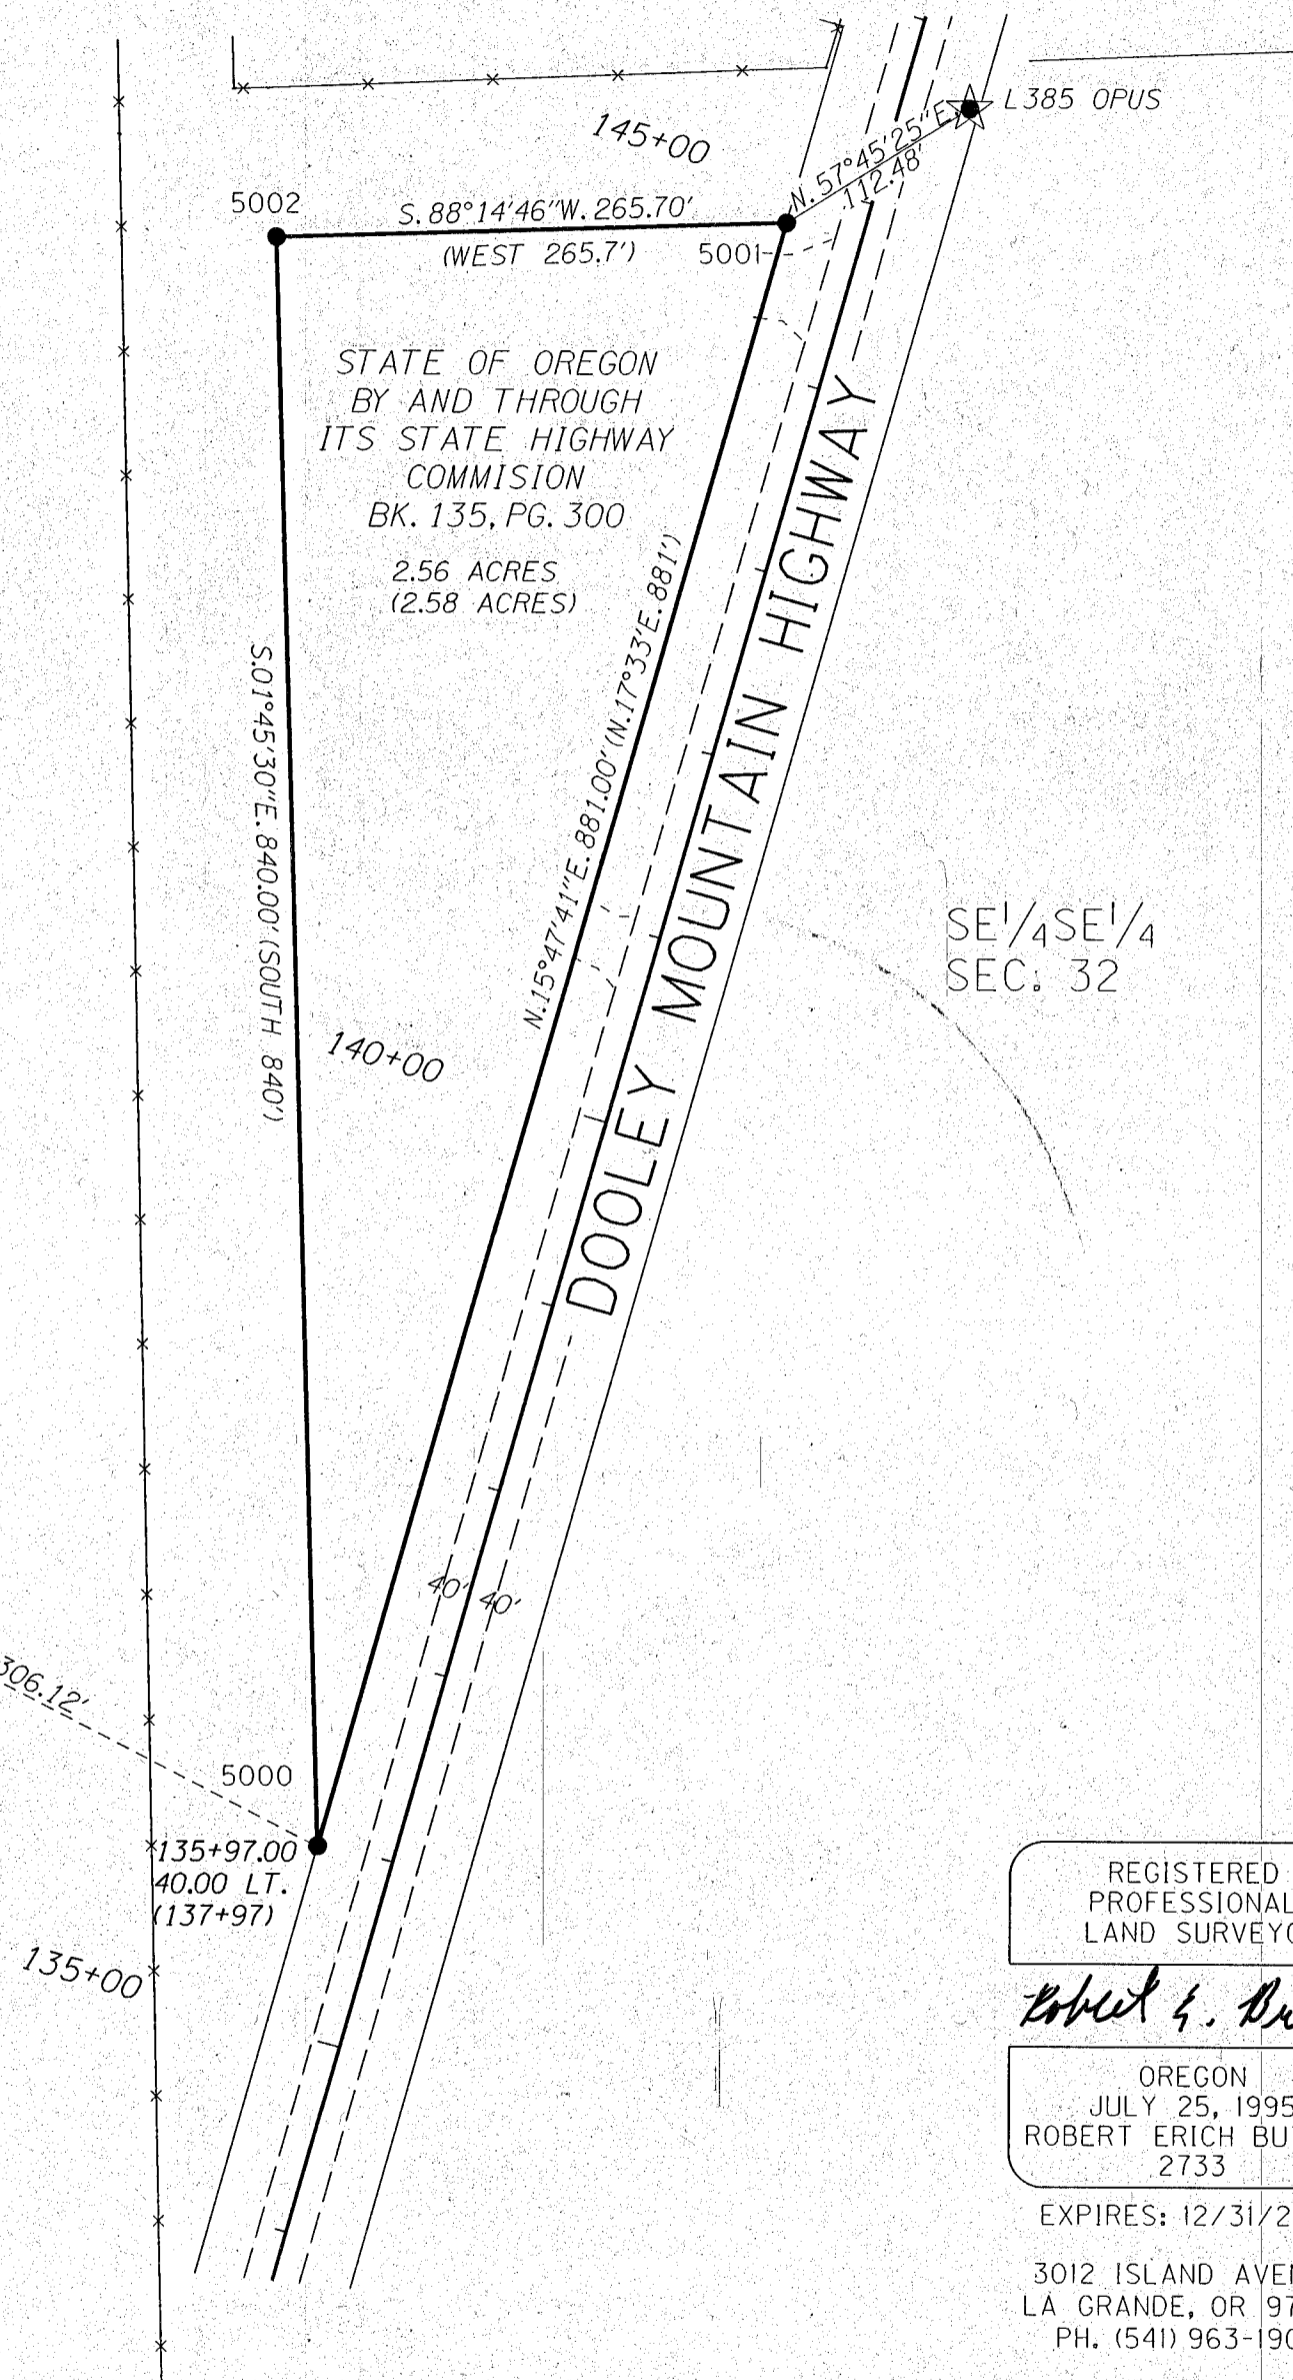 L385 OPUS
145+00
N. 57°45'25"E.
112.48'
5002
S. 88°14'46"W. 265.70'
(WEST 265.7')
5001
STATE OF OREGON
BY AND THROUGH
ITS STATE HIGHWAY
COMMISION
BK. 135, PG. 300
2.56 ACRES
(2.58 ACRES)
S.01°45'30"E. 840.00' (SOUTH 840')
N.15°47'41"E. 881.00' (N.17°33'E. 881')
DOOLEY MOUNTAIN HIGHWAY
SE1/4SE1/4
SEC. 32
140+00
40' 40'
306.12'
5000
135+97.00
40.00 LT.
(137+97)
135+00
REGISTERED
PROFESSIONAL
LAND SURVEYO
Robert E.
OREGON
JULY 25, 1995
ROBERT ERICH BU
2733
EXPIRES: 12/31/2
3012 ISLAND AVE
LA GRANDE, OR 97
PH. (541) 963-190